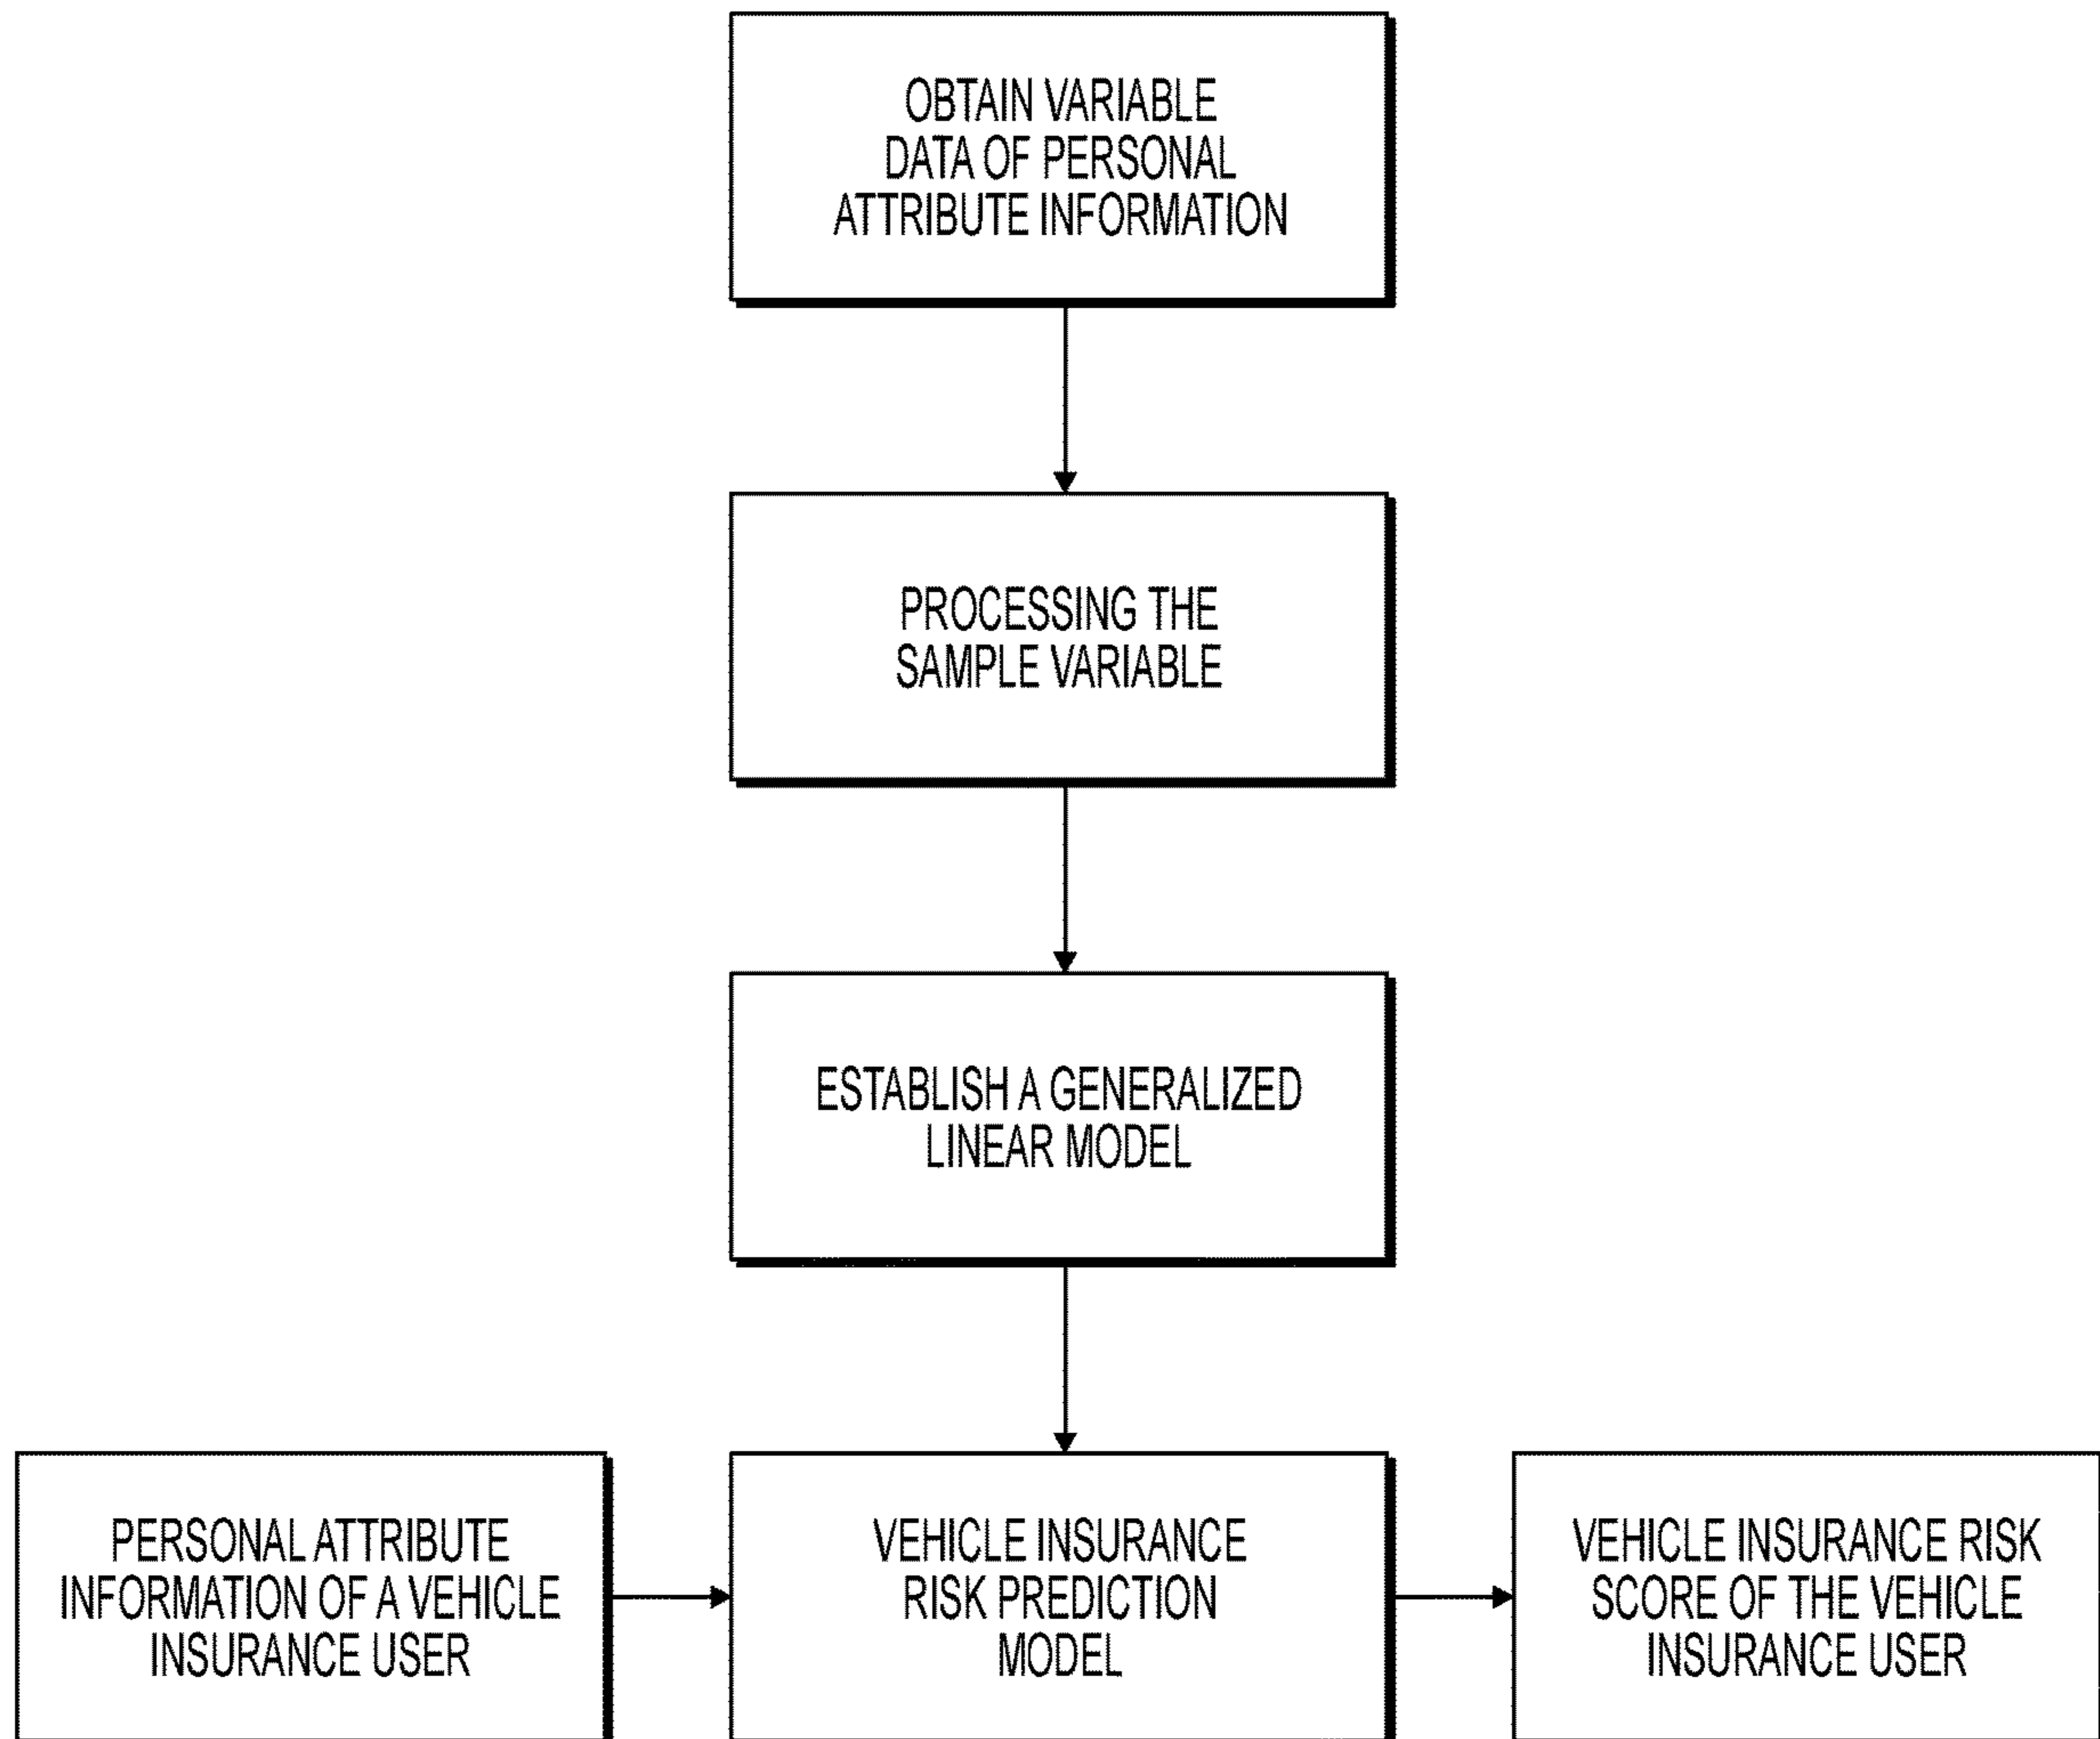 OBTAIN VARIABLE
DATA OF PERSONAL
ATTRIBUTE INFORMATION
PROCESSING THE
SAMPLE VARIABLE
ESTABLISH A GENERALIZED
LINEAR MODEL
PERSONAL ATTRIBUTE
INFORMATION OF A VEHICLE
INSURANCE USER
VEHICLE INSURANCE
RISK PREDICTION
MODEL
VEHICLE INSURANCE RISK
SCORE OF THE VEHICLE
INSURANCE USER